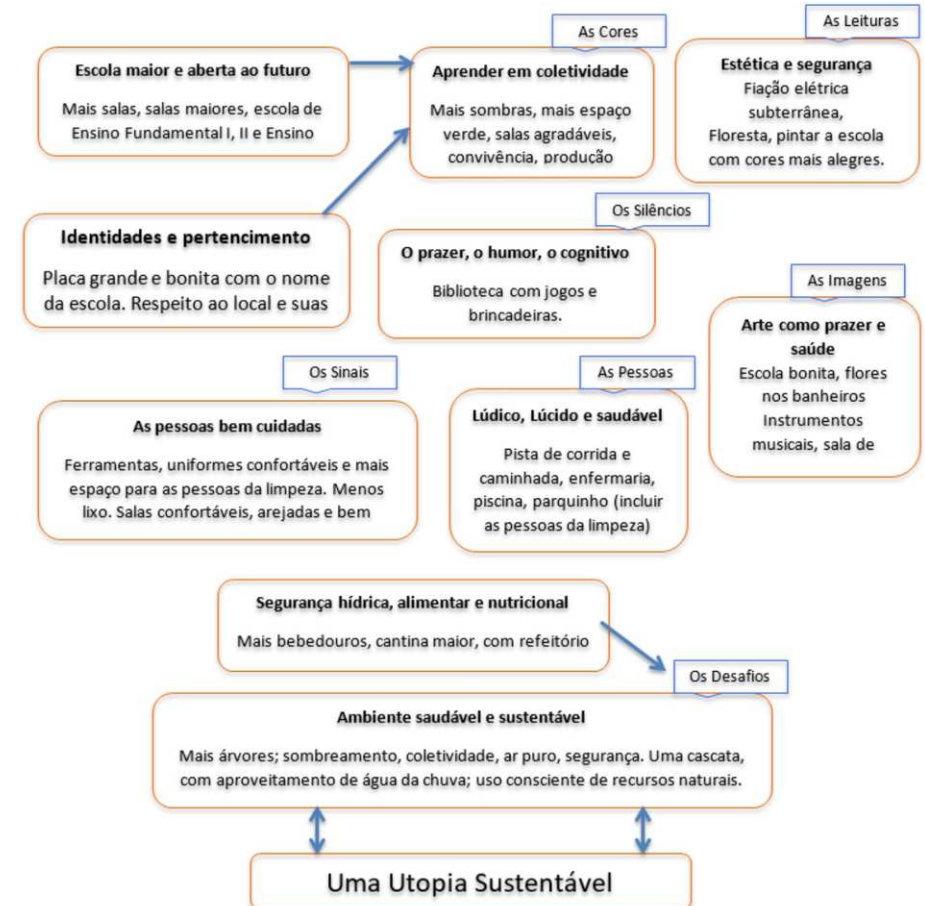 As Cores
As Leituras
Escola maior e aberta ao futuro
Mais salas, salas maiores, escola de
Ensino Fundamental I, II e Ensino
Aprender em coletividade
Mais sombras, mais espaço
verde, salas agradáveis,
convivência, produção
Estética e segurança
Fiação elétrica
subterrânea,
Floresta, pintar a escola
com cores mais alegres.
Os Silêncios
Identidades e pertencimento
Placa grande e bonita com o nome
da escola. Respeito ao local e suas
O prazer, o humor, o cognitivo
Biblioteca com jogos e
brincadeiras.
As Imagens
Arte como prazer e
saúde
Escola bonita, flores
nos banheiros
Instrumentos
musicais, sala de
Os Sinais
As pessoas bem cuidadas
Ferramentas, uniformes confortáveis e mais
espaço para as pessoas da limpeza. Menos
lixo. Salas confortáveis, arejadas e bem
As Pessoas
Lúdico, Lúcido e saudável
Pista de corrida e
caminhada, enfermaria,
piscina, parquinho (incluir
as pessoas da limpeza)
Segurança hídrica, alimentar e nutricional
Mais bebedouros, cantina maior, com refeitório
Os Desafios
Ambiente saudável e sustentável
Mais árvores; sombreamento, coletividade, ar puro, segurança. Uma cascata,
com aproveitamento de água da chuva; uso consciente de recursos naturais.
Uma Utopia Sustentável